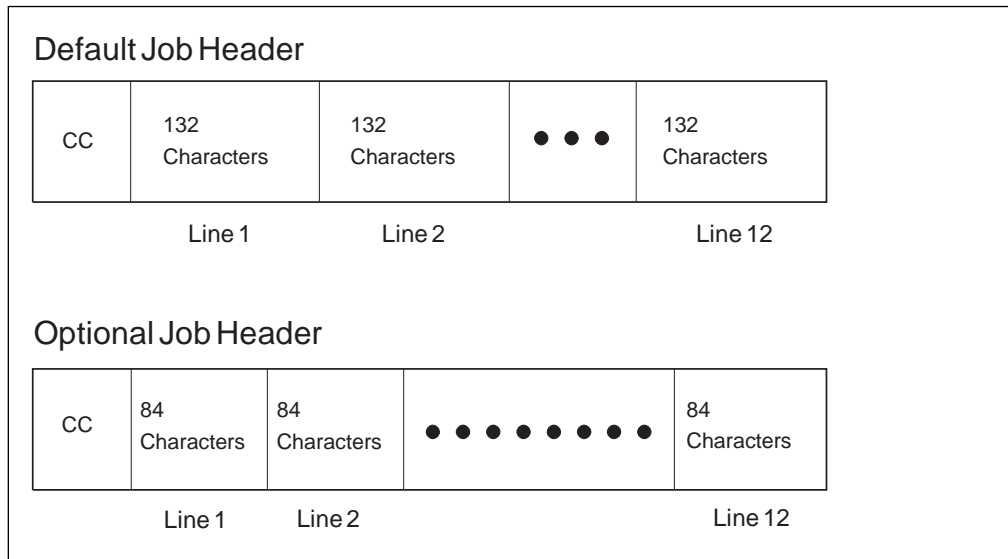 Default Job Header
CC
132
Characters
132
Characters
132
Characters
Line 1
Line 2
Line 12
Optional Job Header
CC
84
Characters
84
Characters
84
Characters
Line 1
Line 2
Line 12